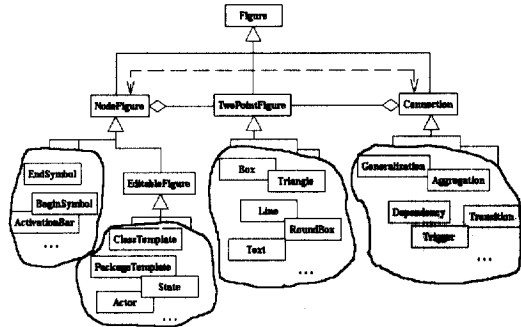 Figure
NodeFigure
TwoPointFigure
Connection
EndSymbol
BeginSymbol
ActivationBar
...
EditableFigure
ClassTemplate
PackageTemplate
State
Actor
...
Box
Triangle
Line
RoundBox
Text
...
Generalization
Aggregation
Dependency
Transition
Trigger
...